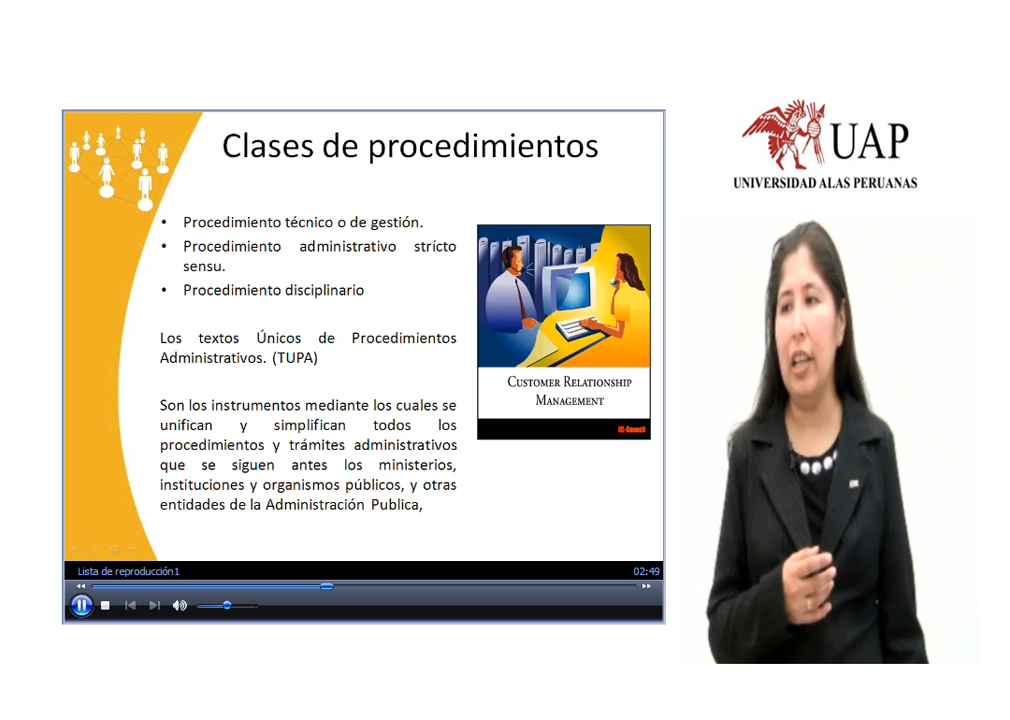 Clases de procedimientos
• Procedimiento técnico o de gestión.
• Procedimiento administrativo strícto
sensu.
• Procedimiento disciplinario
Los textos Únicos de Procedimientos
Administrativos. (TUPA)
Son los instrumentos mediante los cuales se
unifican y simplifican todos los
procedimientos y trámites administrativos
que se siguen antes los ministerios,
instituciones y organismos públicos, y otras
entidades de la Administración Publica,
CUSTOMER RELATIONSHIP
MANAGEMENT
EC-Council
Lista de reproducción1
02:49
UAP
UNIVERSIDAD ALAS PERUANAS